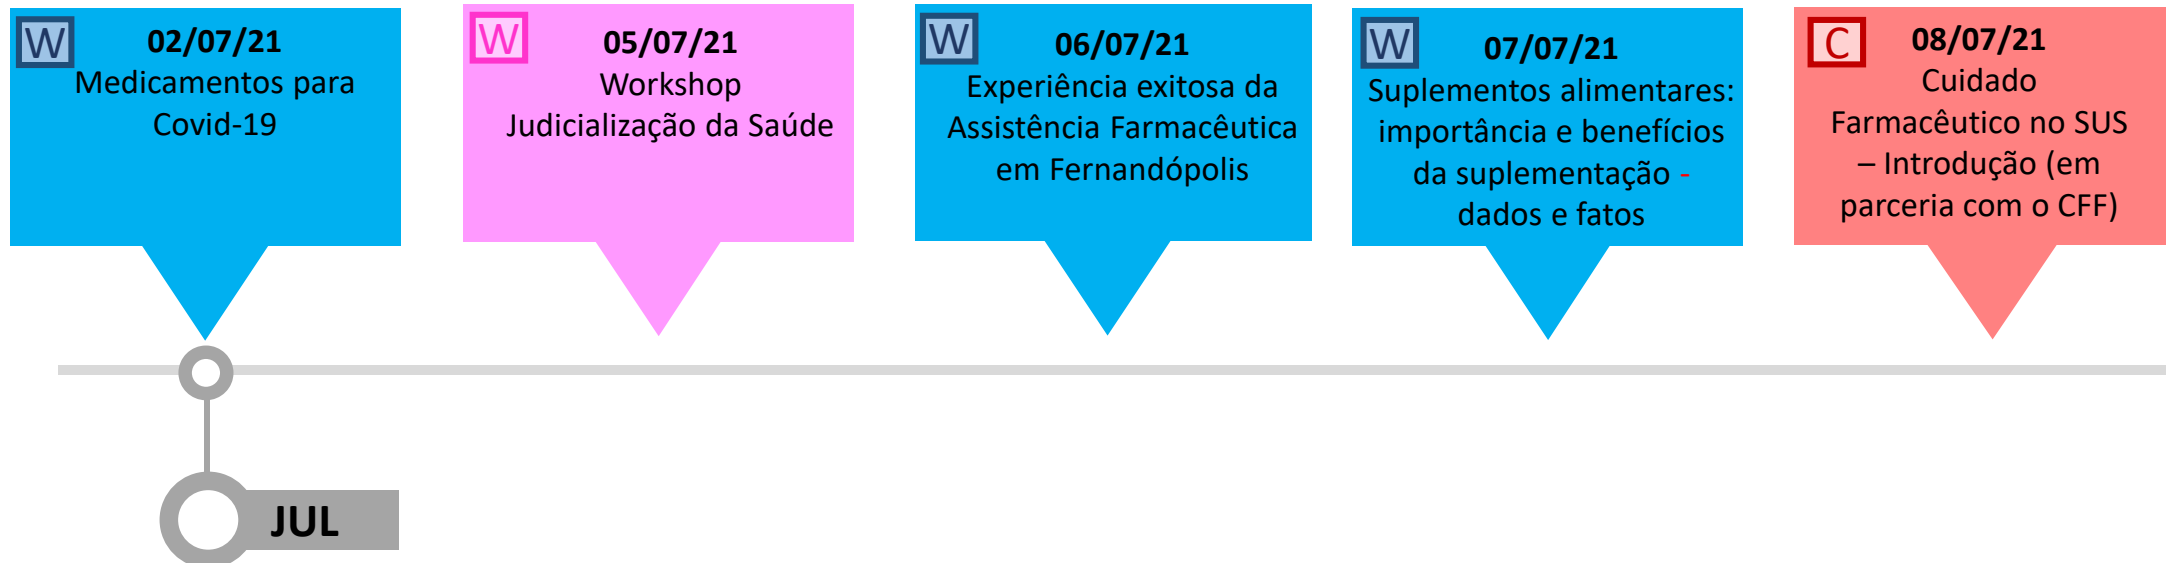 W
02/07/21
Medicamentos para
Covid-19
W
05/07/21
Workshop
Judicialização da Saúde
W
06/07/21
Experiência exitosa da
Assistência Farmacêutica
em Fernandópolis
W
07/07/21
Suplementos alimentares:
importância e benefícios
da suplementação -
dados e fatos
C
08/07/21
Cuidado
Farmacêutico no SUS
– Introdução (em
parceria com o CFF)
JUL